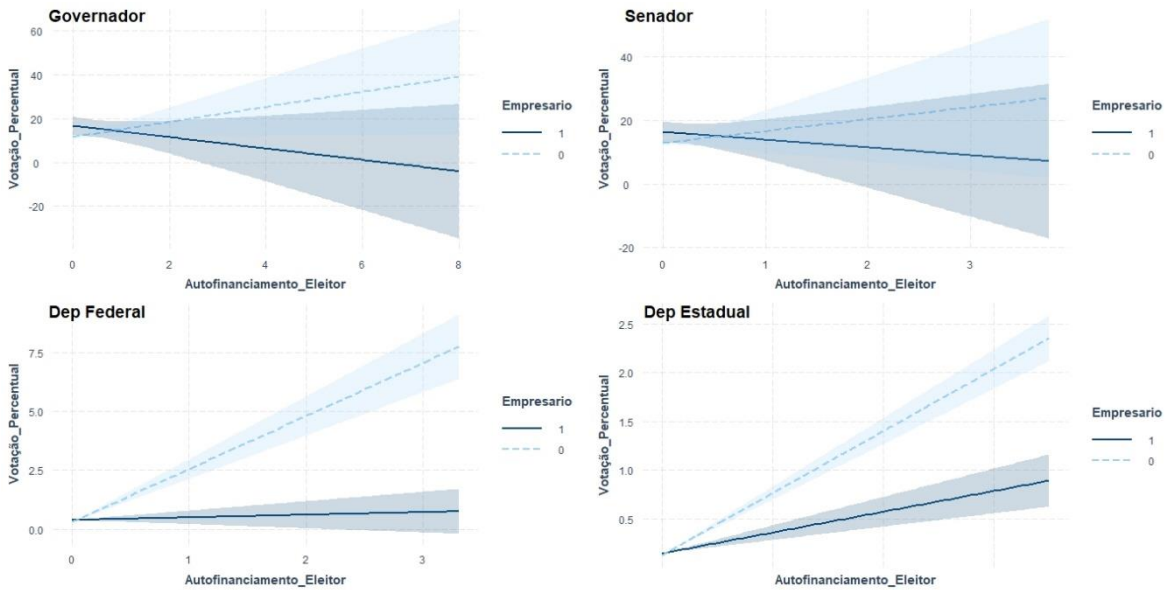 Governador
60
40
20
0
-20
Votação_Percentual
0 2 4 6 8
Autofinanciamento_Eleitor
Empresario
1
0
Senador
40
20
0
-20
Votação_Percentual
0 1 2 3
Autofinanciamento_Eleitor
Empresario
1
0
Dep Federal
7.5
5.0
2.5
0.0
Votação_Percentual
0 1 2 3
Autofinanciamento_Eleitor
Empresario
1
0
Dep Estadual
2.5
2.0
1.5
1.0
0.5
Votação_Percentual
Autofinanciamento_Eleitor
Empresario
1
0